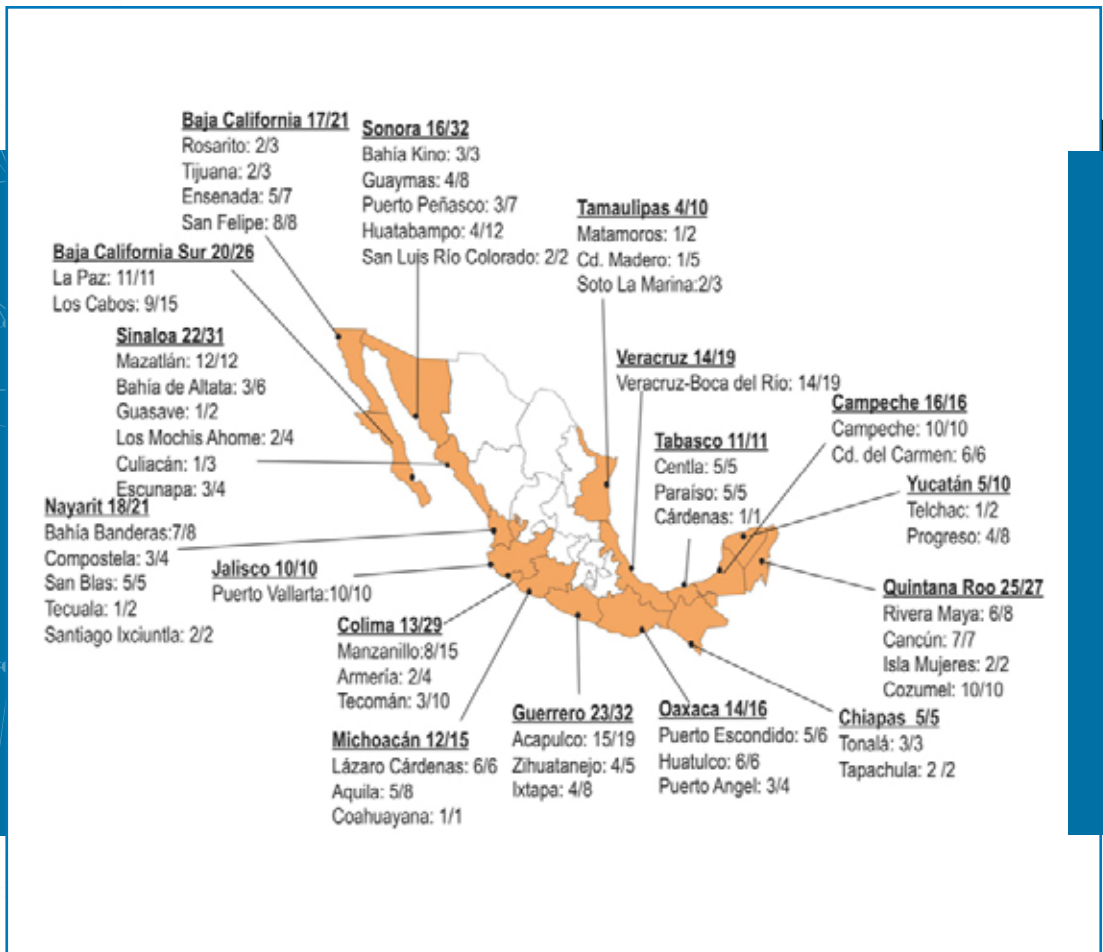 Baja California 17/21
Rosarito: 2/3
Tijuana: 2/3
Ensenada: 5/7
San Felipe: 8/8
Sonora 16/32
Bahía Kino: 3/3
Guaymas: 4/8
Puerto Peñasco: 3/7
Huatabampo: 4/12
San Luis Río Colorado: 2/2
Tamaulipas 4/10
Matamoros: 1/2
Cd. Madero: 1/5
Soto La Marina:2/3
Baja California Sur 20/26
La Paz: 11/11
Los Cabos: 9/15
Sinaloa 22/31
Mazatlán: 12/12
Bahía de Altata: 3/6
Guasave: 1/2
Los Mochis Ahome: 2/4
Culiacán: 1/3
Escunapa: 3/4
Veracruz 14/19
Veracruz-Boca del Río: 14/19
Campeche 16/16
Campeche: 10/10
Cd. del Carmen: 6/6
Tabasco 11/11
Centla: 5/5
Paraíso: 5/5
Cárdenas: 1/1
Yucatán 5/10
Telchac: 1/2
Progreso: 4/8
Nayarit 18/21
Bahía Banderas:7/8
Compostela: 3/4
San Blas: 5/5
Tecuala: 1/2
Santiago Ixciuntla: 2/2
Jalisco 10/10
Puerto Vallarta:10/10
Quintana Roo 25/27
Rivera Maya: 6/8
Cancún: 7/7
Isla Mujeres: 2/2
Cozumel: 10/10
Colima 13/29
Manzanillo:8/15
Armería: 2/4
Tecomán: 3/10
Michoacán 12/15
Lázaro Cárdenas: 6/6
Aquila: 5/8
Coahuayana: 1/1
Guerrero 23/32
Acapulco: 15/19
Zihuatanejo: 4/5
Ixtapa: 4/8
Oaxaca 14/16
Puerto Escondido: 5/6
Huatulco: 6/6
Puerto Angel: 3/4
Chiapas 5/5
Tonalá: 3/3
Tapachula: 2 /2